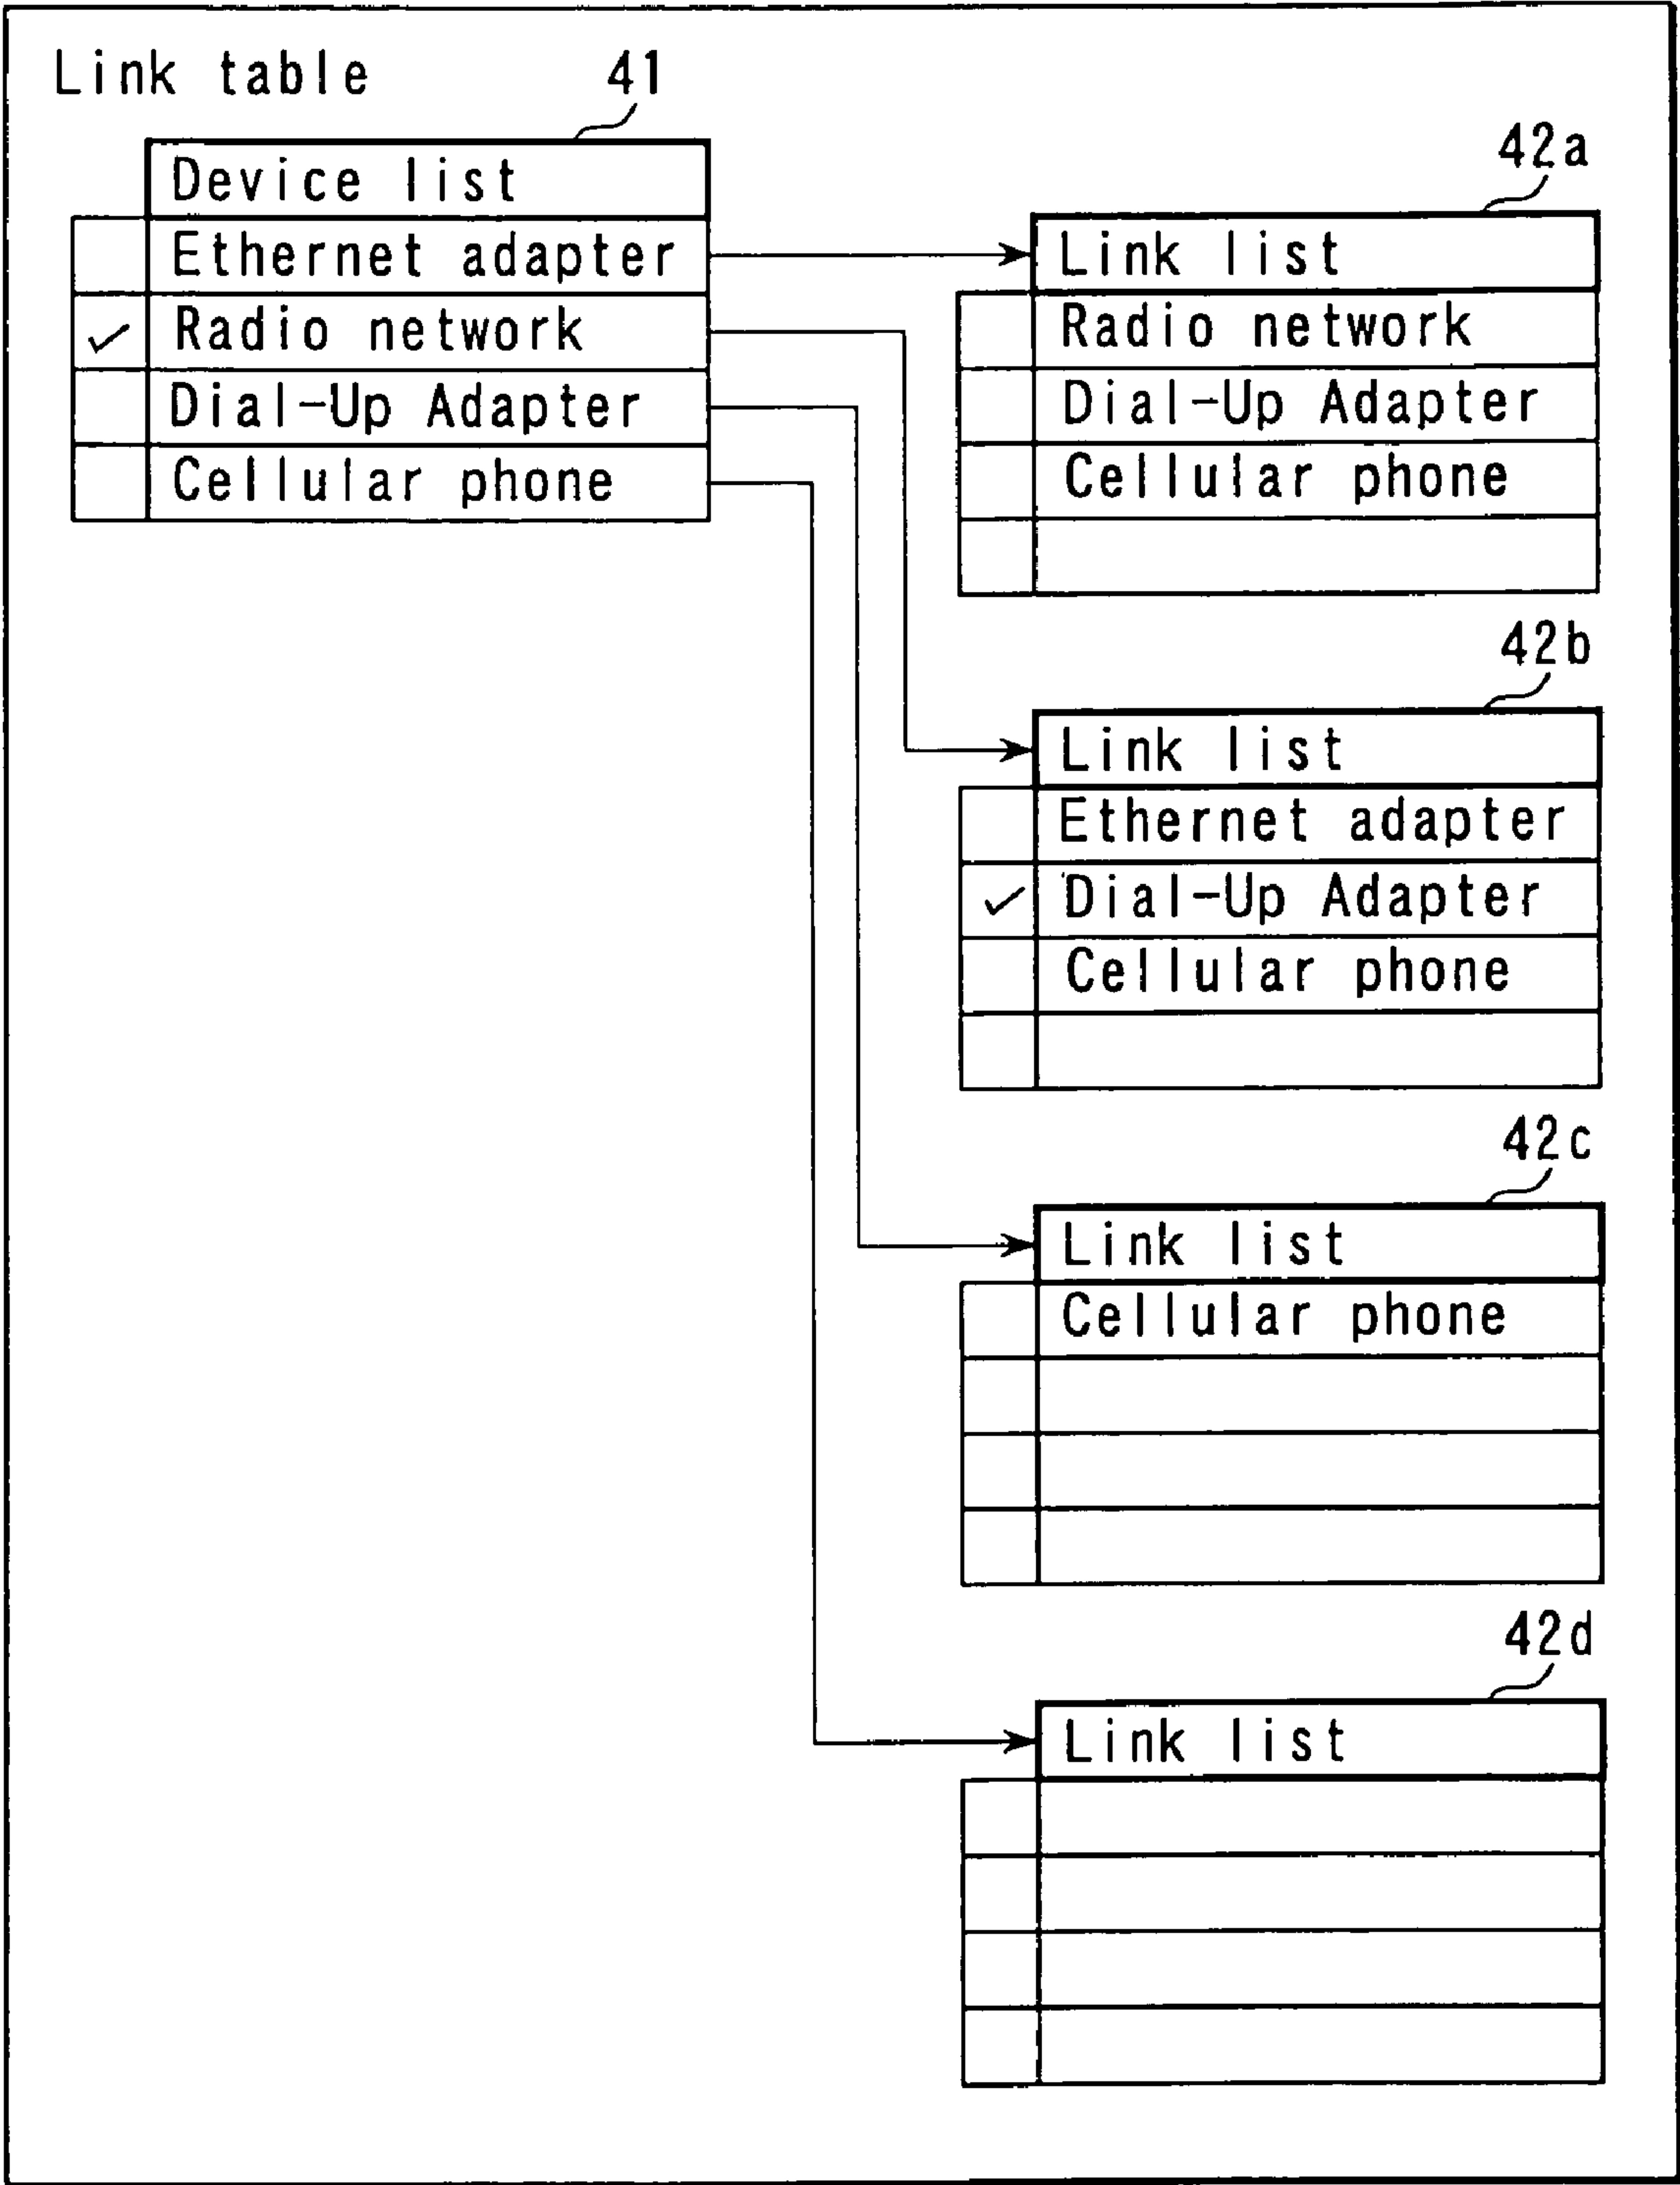 Link table
41
Device list
Ethernet adapter
✓ Radio network
Dial-Up Adapter
Cellular phone
42a
Link list
Radio network
Dial-Up Adapter
Cellular phone
42b
Link list
Ethernet adapter
✓ Dial-Up Adapter
Cellular phone
42c
Link list
Cellular phone
42d
Link list